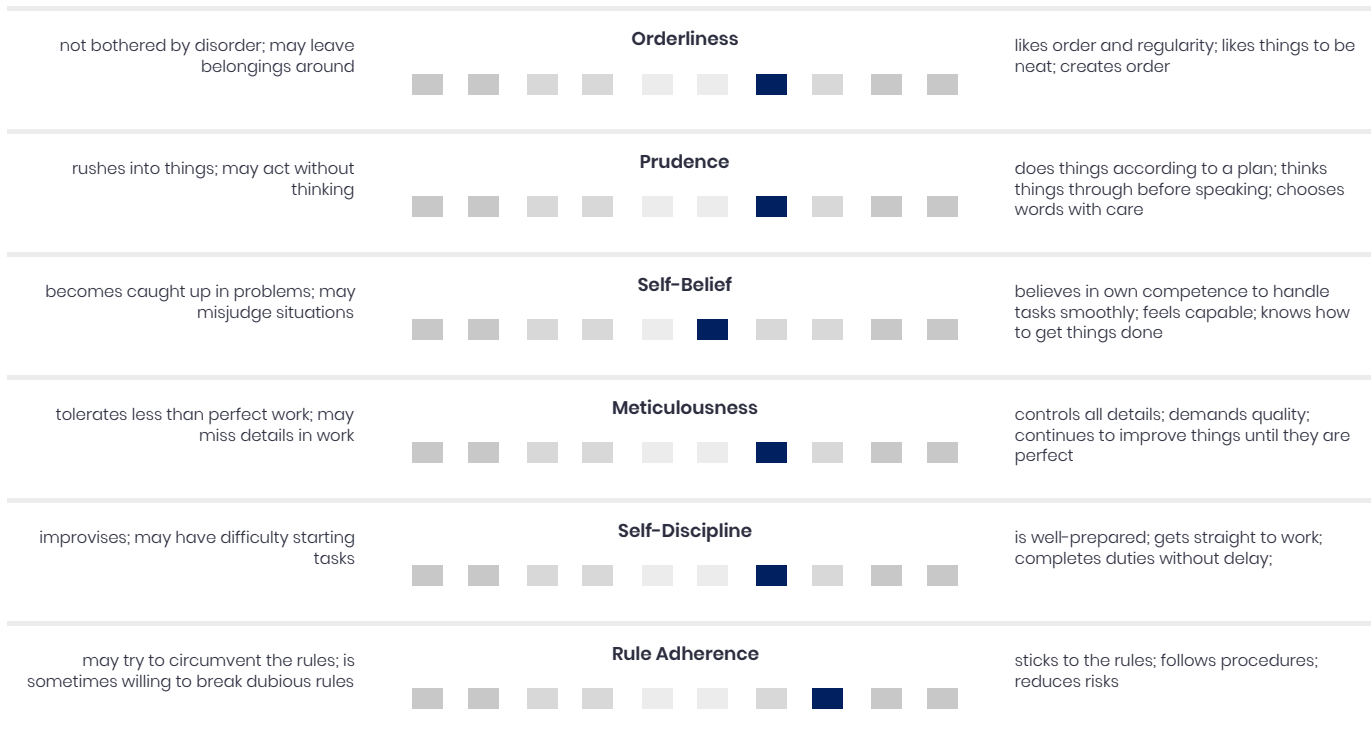 Orderliness
not bothered by disorder; may leave
belongings around
likes order and regularity; likes things to be
neat; creates order
Prudence
rushes into things; may act without
thinking
does things according to a plan; thinks
things through before speaking; chooses
words with care
Self-Belief
becomes caught up in problems; may
misjudge situations
believes in own competence to handle
tasks smoothly; feels capable; knows how
to get things done
Meticulousness
tolerates less than perfect work; may
miss details in work
controls all details; demands quality;
continues to improve things until they are
perfect
Self-Discipline
improvises; may have difficulty starting
tasks
is well-prepared; gets straight to work;
completes duties without delay;
Rule Adherence
may try to circumvent the rules; is
sometimes willing to break dubious rules
sticks to the rules; follows procedures;
reduces risks